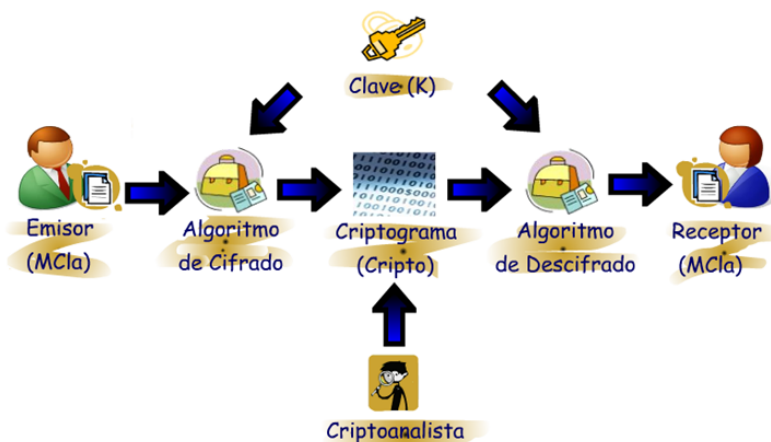 Clave (K)
Emisor
(MCla)
Algoritmo
de Cifrado
Criptograma
(Cripto)
Algoritmo
de Descifrado
Receptor
(MCla)
Criptoanalista